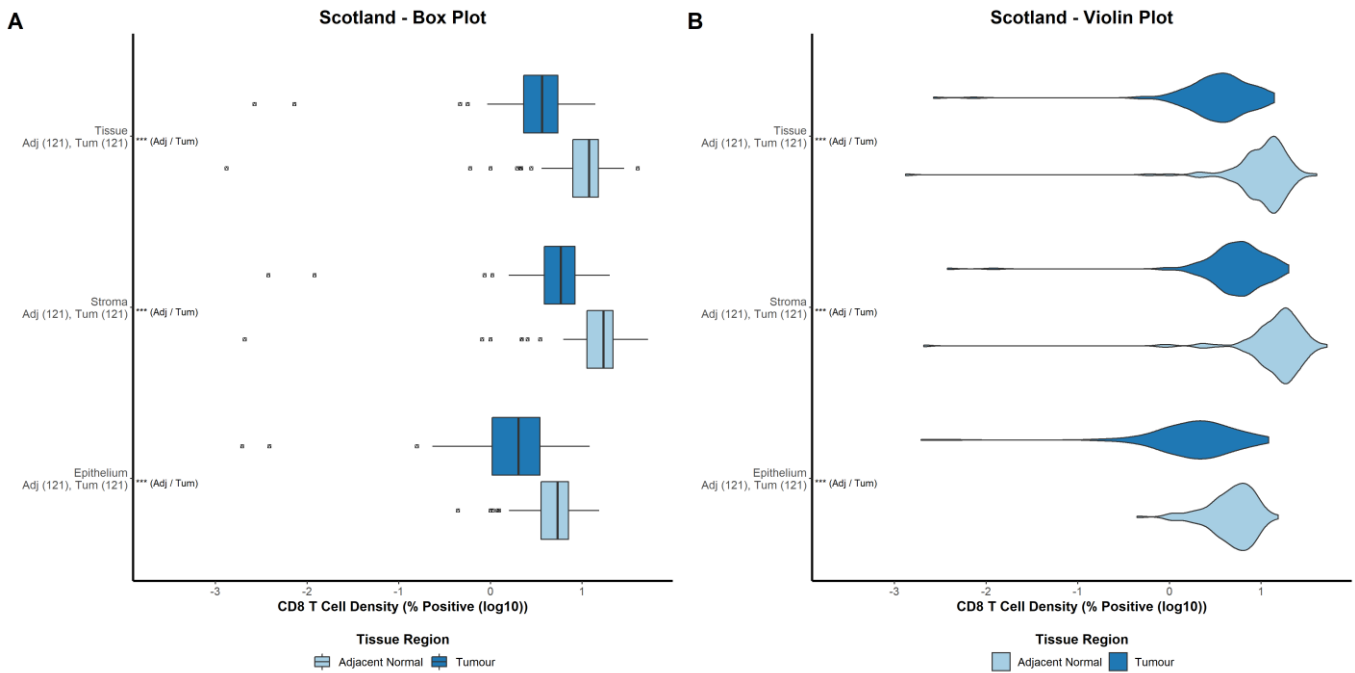 A
Scotland - Box Plot
Tissue
Adj (121), Tum (121)
*** (Adj / Tum)
Stroma
Adj (121), Tum (121)
*** (Adj / Tum)
Epithelium
Adj (121), Tum (121)
*** (Adj / Tum)
-3 -2 -1 0 1
CD8 T Cell Density (% Positive (log10))
Tissue Region
Adjacent Normal Tumour
B
Scotland - Violin Plot
Tissue
Adj (121), Tum (121)
*** (Adj / Tum)
Stroma
Adj (121), Tum (121)
*** (Adj / Tum)
Epithelium
Adj (121), Tum (121)
*** (Adj / Tum)
-3 -2 -1 0 1
CD8 T Cell Density (% Positive (log10))
Tissue Region
Adjacent Normal Tumour